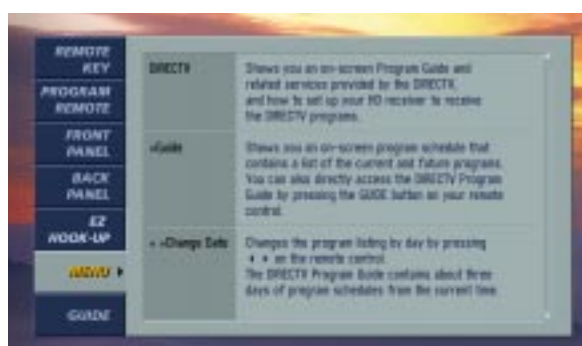 REMOTE
KEY
PROGRAM
REMOTE
FRONT
PANEL
BACK
PANEL
EZ
HOOK-UP
MENU
GUIDE
DIRECTV
Shows you an on-screen Program Guide and
related services provided by the DIRECTV,
and how to set up your HD receiver to receive
the DIRECTV programs.
»Guide
Shows you an on-screen program schedule that
contains a list of the current and future programs.
You can also directly access the DIRECTV Program
Guide by pressing the GUIDE button on your remote
control.
» »Change Date
Changes the program listing by day by pressing
◂ ▸ on the remote control.
The DIRECTV Program Guide contains about three
days of program schedules from the current time.